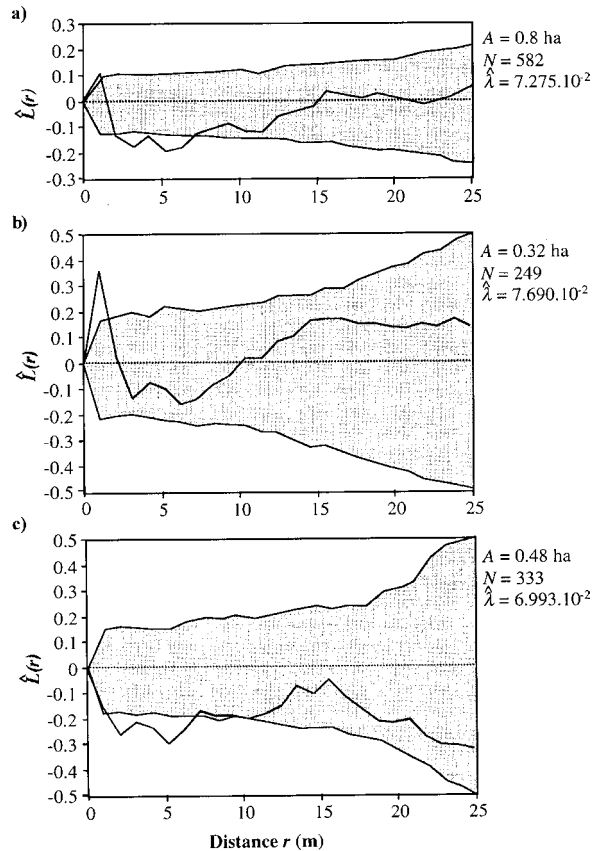 a)
0.3
0.2
0.1
0
-0.1
-0.2
0.3
L̂(r)
0 5 10 15 20 25
A = 0.8 ha
N = 582
λ̂ = 7.275.10⁻²
b)
0.5
0.4
0.3
0.2
0.1
0
-0.1
-0.2
-0.3
-0.4
-0.5
L̂(r)
0 5 10 15 20 25
A = 0.32 ha
N = 249
λ̂ = 7.690.10⁻²
c)
0.5
0.4
0.3
0.2
0.1
0
-0.1
-0.2
-0.3
-0.4
-0.5
L̂(r)
0 5 10 15 20 25
A = 0.48 ha
N = 333
λ̂ = 6.993.10⁻²
Distance r (m)